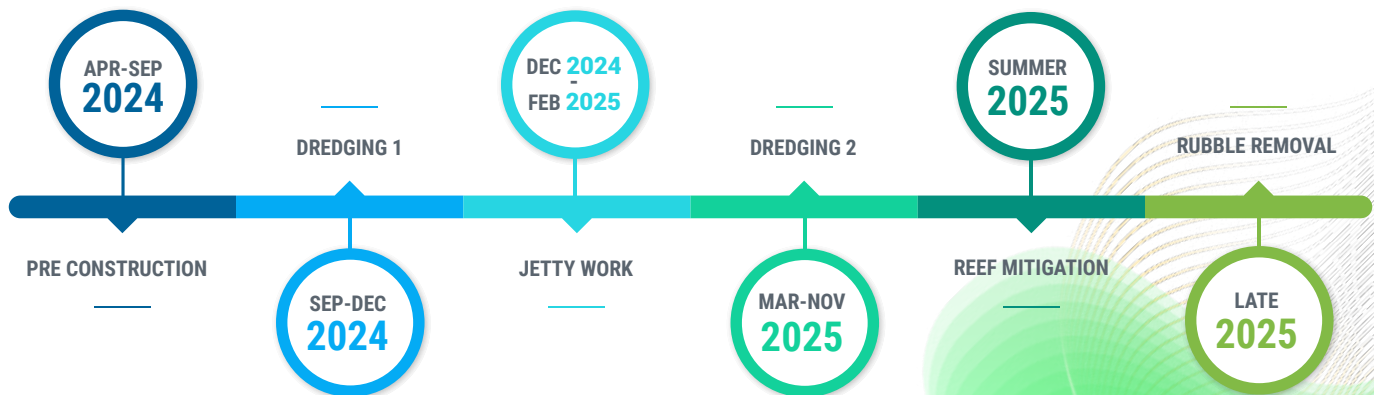 APR-SEP
2024
PRE CONSTRUCTION
DREDGING 1
SEP-DEC
2024
DEC 2024
-
FEB 2025
JETTY WORK
DREDGING 2
MAR-NOV
2025
SUMMER
2025
REEF MITIGATION
RUBBLE REMOVAL
LATE
2025